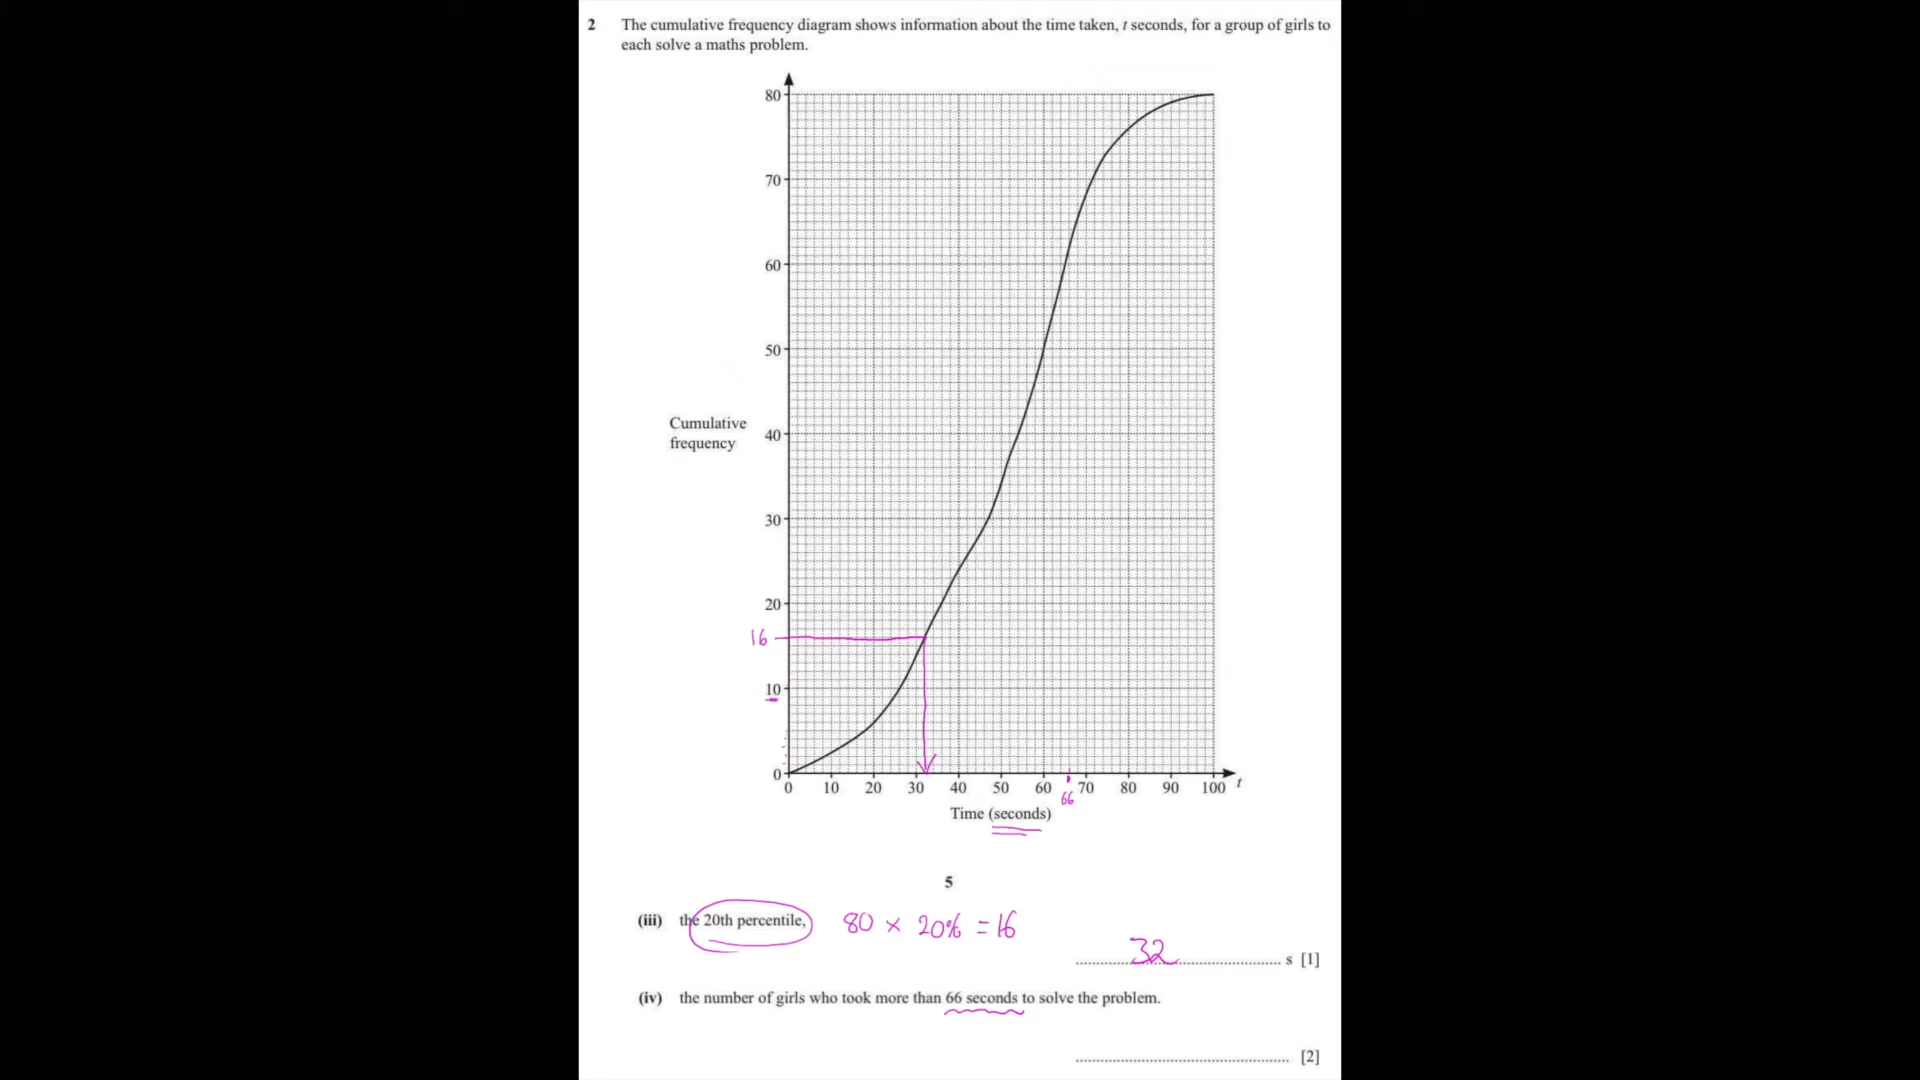 2 The cumulative frequency diagram shows information about the time taken, t seconds, for a group of girls to
each solve a maths problem.
80
70
60
50
Cumulative
frequency
40
30
20
16
10
0
0 10 20 30 40 50 60 66 70 80 90 100 t
Time (seconds)
5
(iii) the 20th percentile, 80 × 20% = 16
32 s [1]
(iv) the number of girls who took more than 66 seconds to solve the problem.
[2]